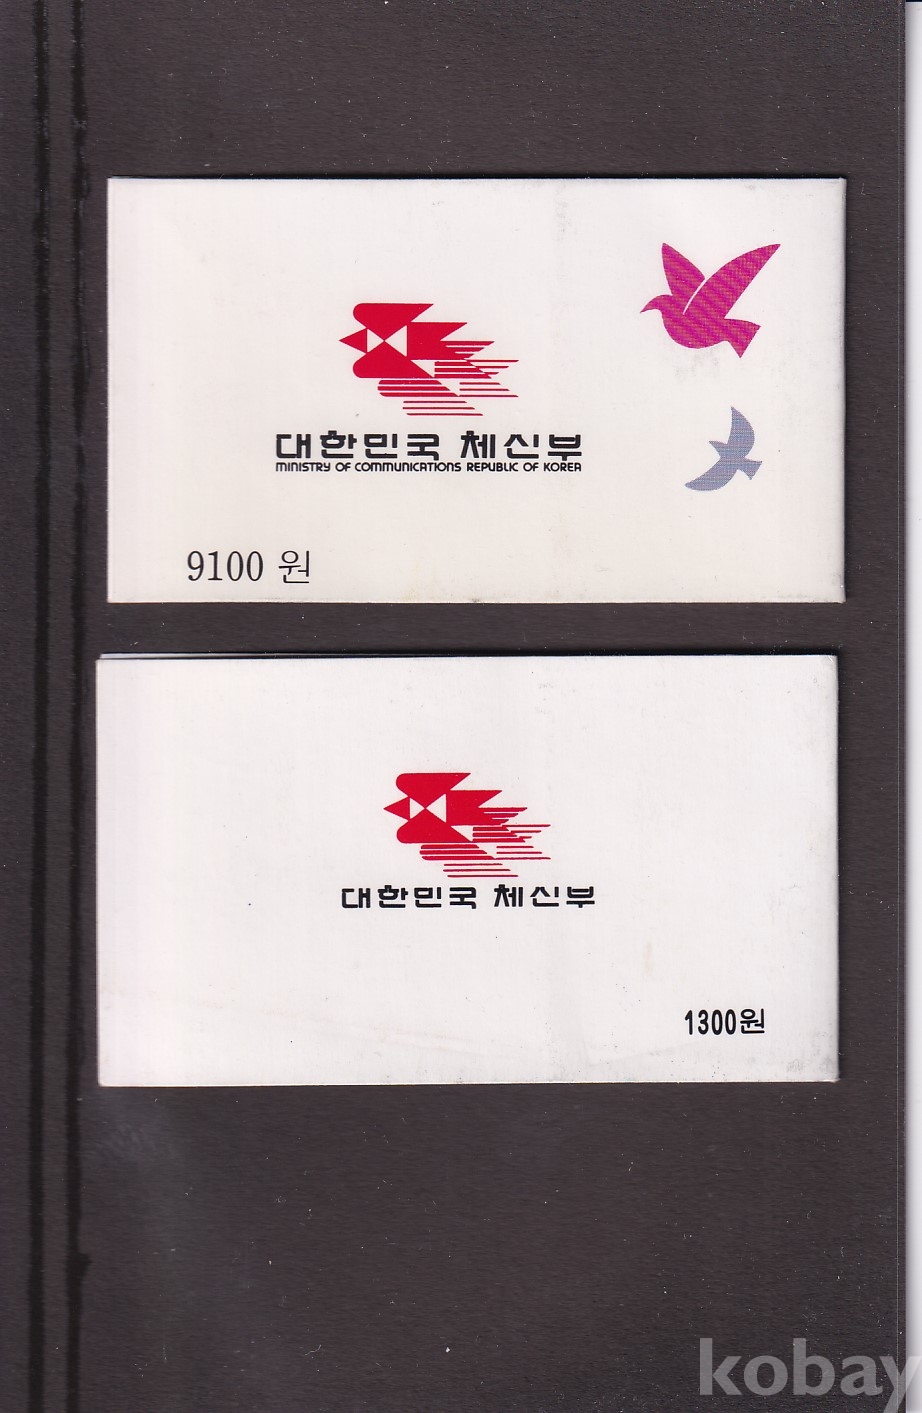 대한민국 체신부
MINISTRY OF COMMUNICATIONS REPUBLIC OF KOREA
9100 원
대한민국 체신부
1300원
kobay